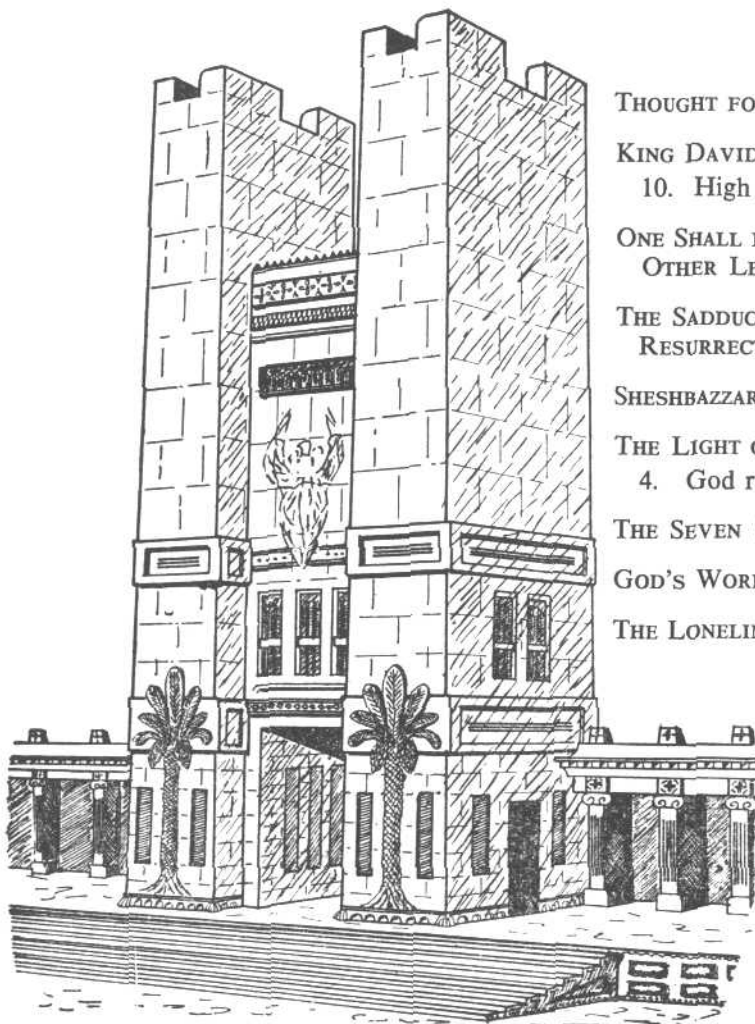 THOUGHT FO
KING DAVID
10. High
ONE SHALL
OTHER LE
THE SADDUC
RESURRECT
SHESHBAZZAR
THE LIGHT
4. God r
THE SEVEN
GOD'S WOR
THE LONELIN